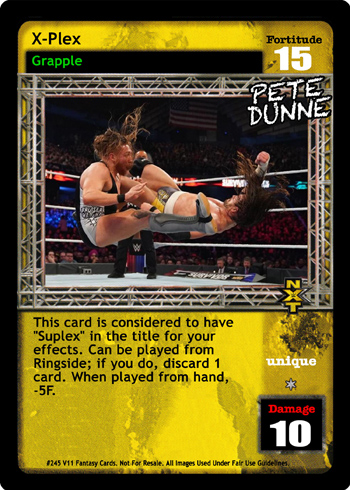 X-Plex
Fortitude
Grapple
15
PETE
DUNNE
NXT
This card is considered to have
"Suplex" in the title for your
effects. Can be played from
Ringside; if you do, discard 1
card. When played from hand,
-5F.
unique
Damage
10
#245 V11 Fantasy Cards. Not For Resale. All Images Used Under Fair Use Guidelines.